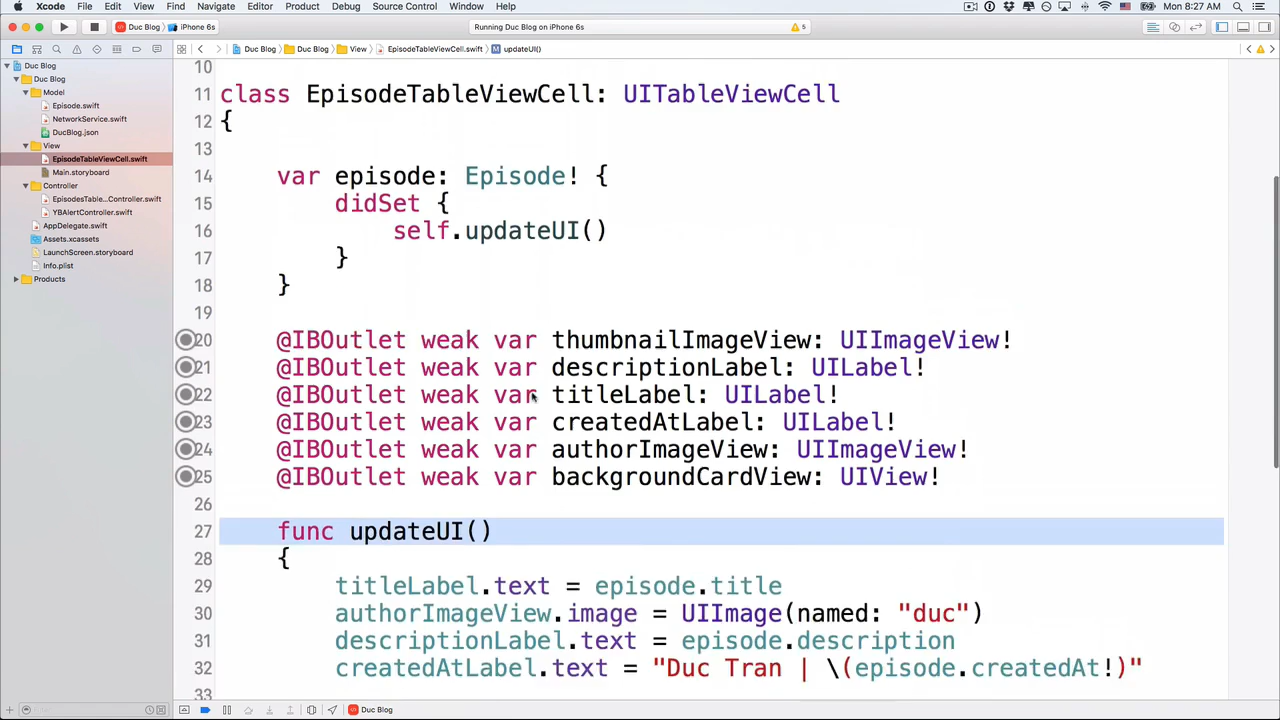 Xcode File Edit View Find Navigate Editor Product Debug Source Control Window Help Mon 8:27 AM
Duc Blog iPhone 6s Running Duc Blog on iPhone 6s 5
Duc Blog Duc Blog View EpisodeTableViewCell.swift M updateUI()
Duc Blog
Duc Blog
Model
Episode.swift
NetworkService.swift
DucBlog.json
View
EpisodeTableViewCell.swift
Main.storyboard
Controller
EpisodesTable...Controller.swift
YBAlertController.swift
AppDelegate.swift
Assets.xcassets
LaunchScreen.storyboard
Info.plist
Products
10
11 class EpisodeTableViewCell: UITableViewCell
12 {
13
14 var episode: Episode! {
15 didSet {
16 self.updateUI()
17 }
18 }
19
20 @IBOutlet weak var thumbnailImageView: UIImageView!
21 @IBOutlet weak var descriptionLabel: UILabel!
22 @IBOutlet weak var titleLabel: UILabel!
23 @IBOutlet weak var createdAtLabel: UILabel!
24 @IBOutlet weak var authorImageView: UIImageView!
25 @IBOutlet weak var backgroundCardView: UIView!
26
27 func updateUI()
28 {
29 titleLabel.text = episode.title
30 authorImageView.image = UIImage(named: "duc")
31 descriptionLabel.text = episode.description
32 createdAtLabel.text = "Duc Tran | \(episode.createdAt!)"
33
Duc Blog